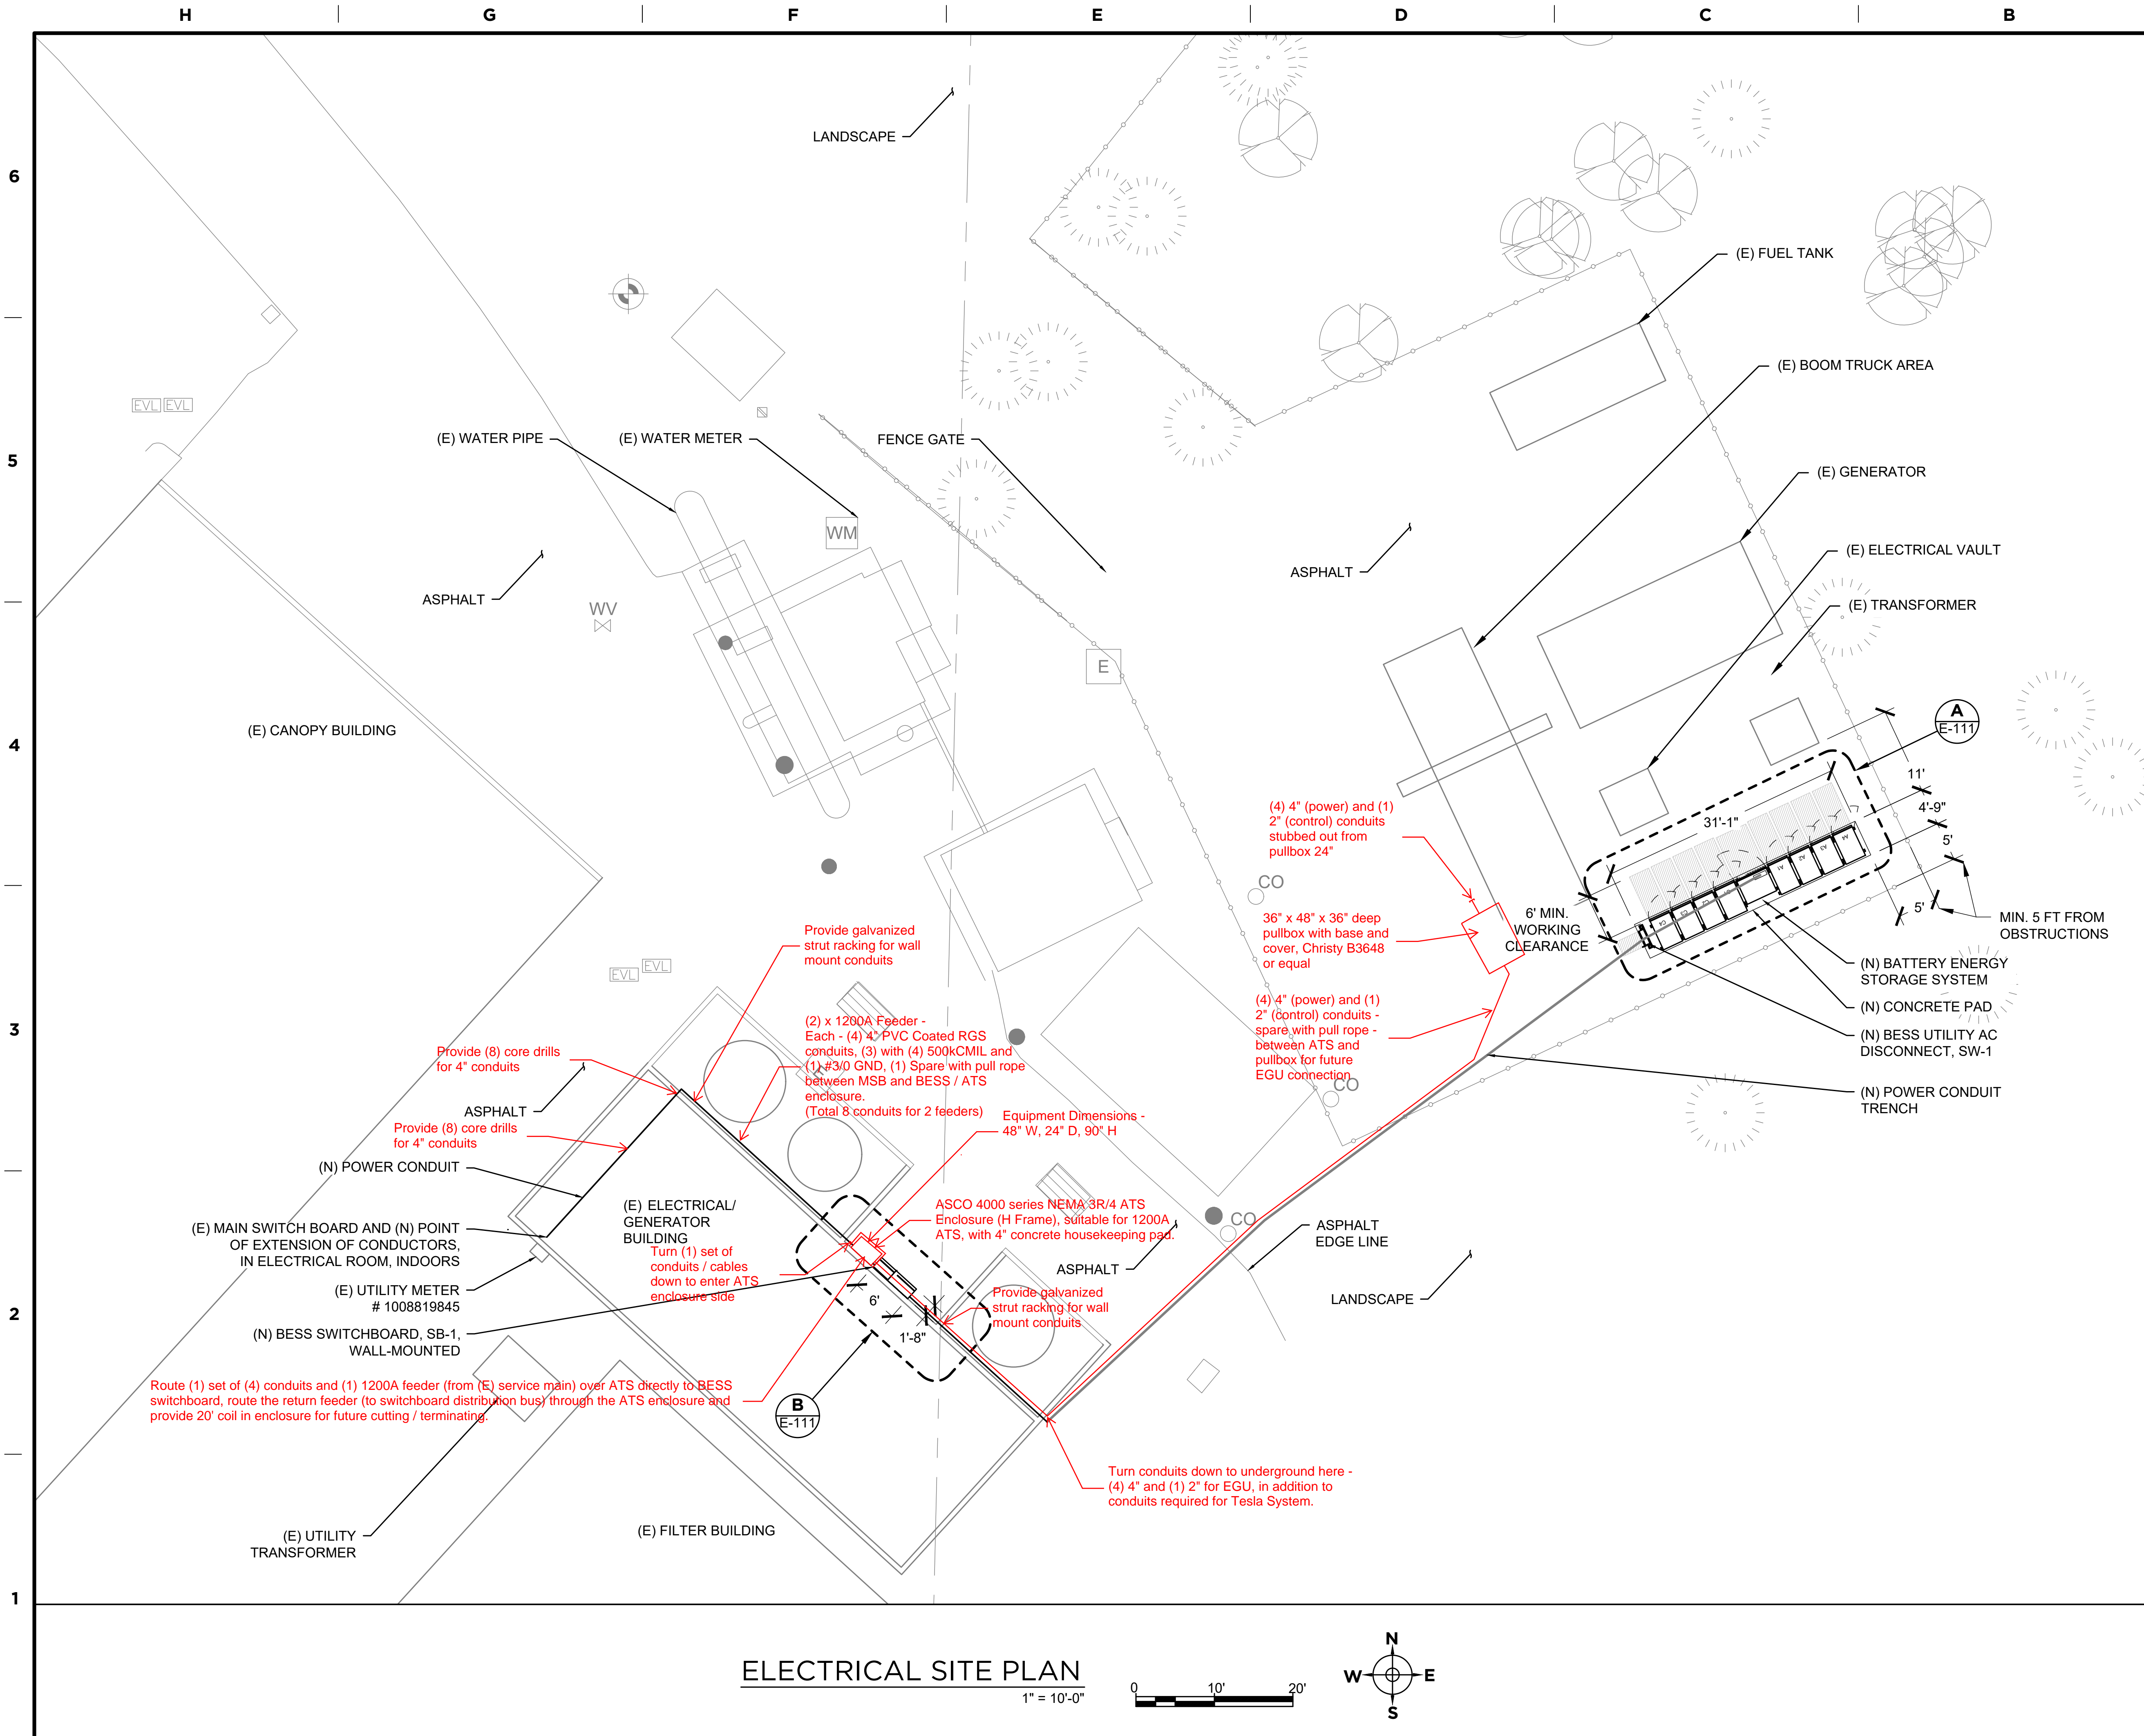 H G F E D C B
6
5
4
3
2
1
LANDSCAPE
(E) FUEL TANK
(E) BOOM TRUCK AREA
EVL EVL
(E) WATER PIPE
(E) WATER METER
FENCE GATE
(E) GENERATOR
WM
(E) ELECTRICAL VAULT
ASPHALT
ASPHALT
WV
(E) TRANSFORMER
E
(E) CANOPY BUILDING
A
E-111
11'
4'-9"
5'
5'
31'-1"
(4) 4" (power) and (1)
2" (control) conduits
stubbed out from
pullbox 24"
CO
36" x 48" x 36" deep
pullbox with base and
cover, Christy B3648
or equal
6' MIN.
WORKING
CLEARANCE
MIN. 5 FT FROM
OBSTRUCTIONS
Provide galvanized
strut racking for wall
mount conduits
EVL EVL
(N) BATTERY ENERGY
STORAGE SYSTEM
(N) CONCRETE PAD
(N) BESS UTILITY AC
DISCONNECT, SW-1
(4) 4" (power) and (1)
2" (control) conduits -
spare with pull rope -
between ATS and
pullbox for future
EGU connection
CO
(N) POWER CONDUIT
TRENCH
(2) x 1200A Feeder -
Each - (4) 4" PVC Coated RGS
conduits, (3) with (4) 500kCMIL and
(1) #3/0 GND, (1) Spare with pull rope
between MSB and BESS / ATS
enclosure.
(Total 8 conduits for 2 feeders)
Provide (8) core drills
for 4" conduits
ASPHALT
Provide (8) core drills
for 4" conduits
Equipment Dimensions -
48" W, 24" D, 90" H
(N) POWER CONDUIT
(E) ELECTRICAL/
GENERATOR
BUILDING
ASCO 4000 series NEMA 3R/4 ATS
Enclosure (H Frame), suitable for 1200A
ATS, with 4" concrete housekeeping pad.
CO
ASPHALT
EDGE LINE
(E) MAIN SWITCH BOARD AND (N) POINT
OF EXTENSION OF CONDUCTORS,
IN ELECTRICAL ROOM, INDOORS
Turn (1) set of
conduits / cables
down to enter ATS
enclosure side
ASPHALT
(E) UTILITY METER
# 1008819845
6'
1'-8"
Provide galvanized
strut racking for wall
mount conduits
LANDSCAPE
(N) BESS SWITCHBOARD, SB-1,
WALL-MOUNTED
Route (1) set of (4) conduits and (1) 1200A feeder (from (E) service main) over ATS directly to BESS
switchboard, route the return feeder (to switchboard distribution bus) through the ATS enclosure and
provide 20' coil in enclosure for future cutting / terminating.
B
E-111
Turn conduits down to underground here -
(4) 4" and (1) 2" for EGU, in addition to
conduits required for Tesla System.
(E) UTILITY
TRANSFORMER
(E) FILTER BUILDING
ELECTRICAL SITE PLAN
1" = 10'-0"
0 10' 20'
N
W E
S